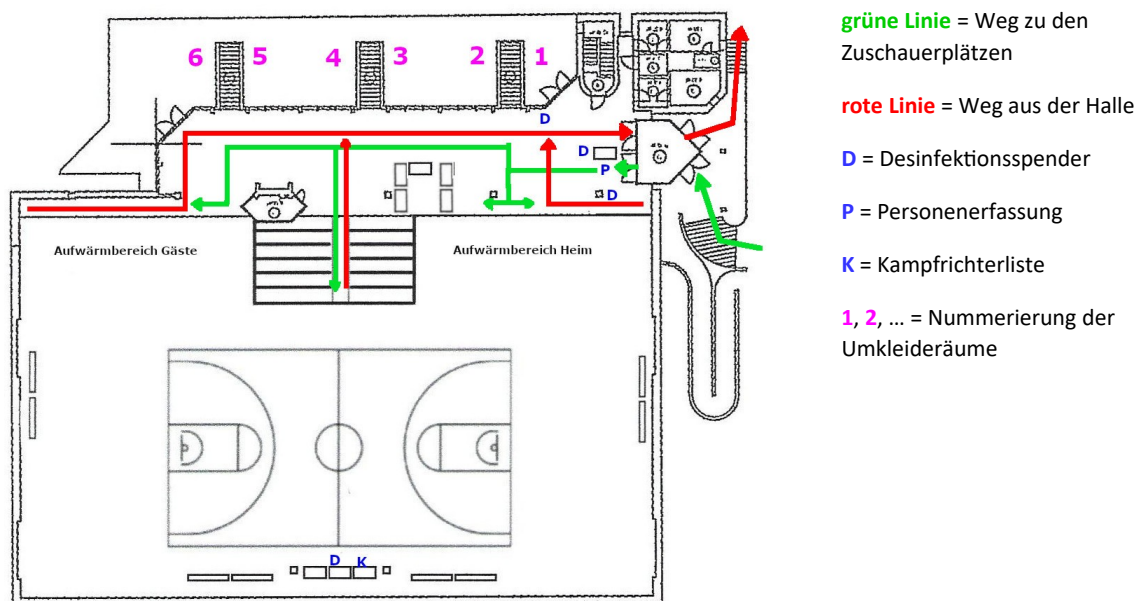 6 5 4 3 2 1
D
D
P
D
Aufwärmbereich Gäste
Aufwärmbereich Heim
D K
grüne Linie = Weg zu den
Zuschauerplätzen
rote Linie = Weg aus der Halle
D = Desinfektionsspender
P = Personenerfassung
K = Kampfrichterliste
1, 2, ... = Nummerierung der
Umkleideräume